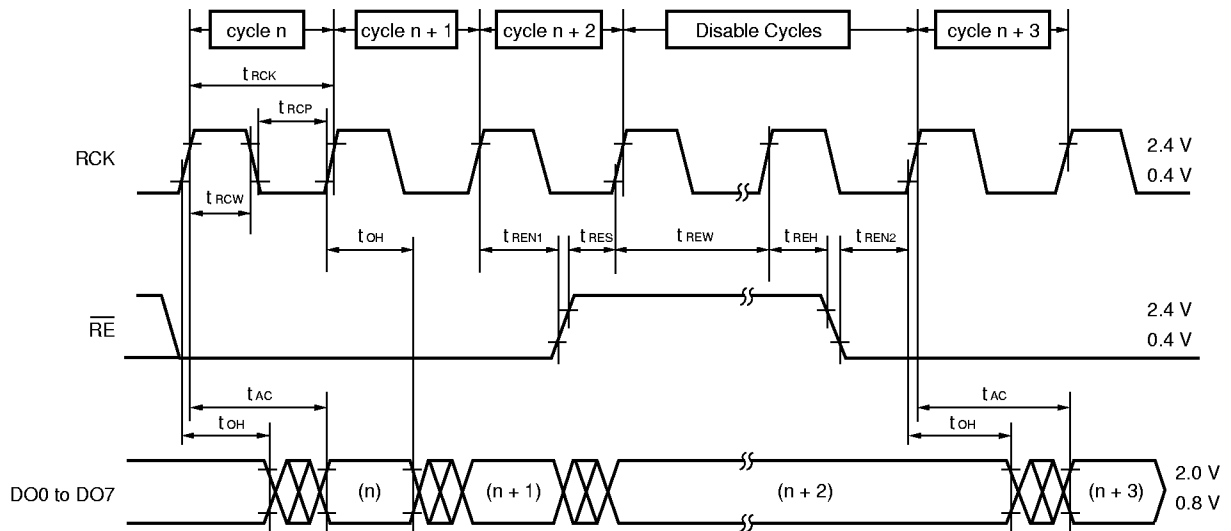 cycle n cycle n + 1 cycle n + 2 Disable Cycles cycle n + 3
tRCK
tRCP
RCK
2.4 V
0.4 V
tRCW
tOH tREN1 tRES tREW tREH tREN2
RE
2.4 V
0.4 V
tAC tAC
tOH tOH
DO0 to DO7 (n) (n + 1) (n + 2) (n + 3)
2.0 V
0.8 V